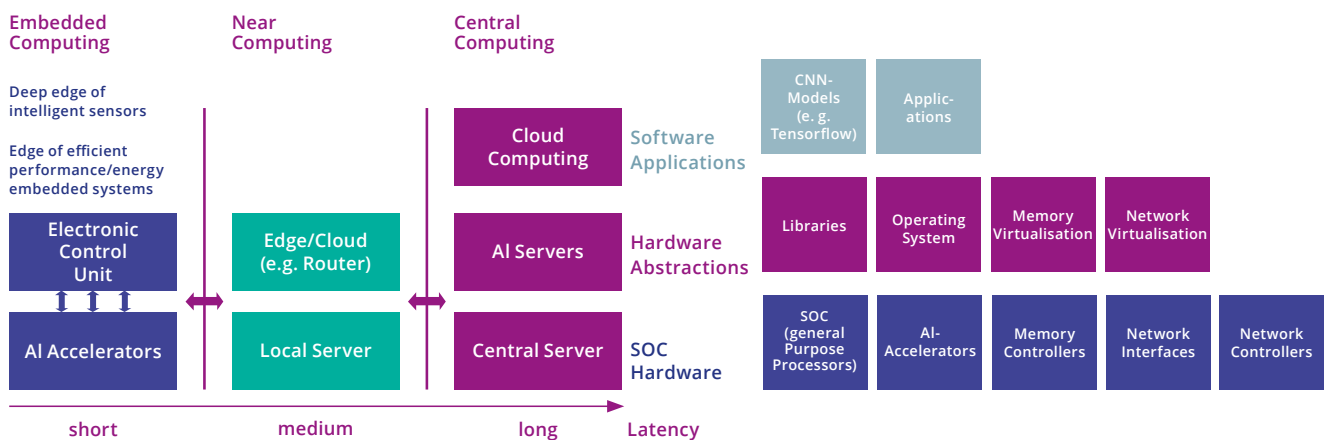 Embedded
Computing
Near
Computing
Central
Computing
Deep edge of
intelligent sensors
Edge of efficient
performance/energy
embedded systems
Electronic
Control
Unit
AI Accelerators
Edge/Cloud
(e.g. Router)
Local Server
Cloud
Computing
AI Servers
Central Server
Software
Applications
Hardware
Abstractions
SOC
Hardware
CNN-
Models
(e. g.
Tensorflow)
Applic-
ations
Libraries
Operating
System
Memory
Virtualisation
Network
Virtualisation
SOC
(general
Purpose
Processors)
AI-
Accelerators
Memory
Controllers
Network
Interfaces
Network
Controllers
short
medium
long
Latency